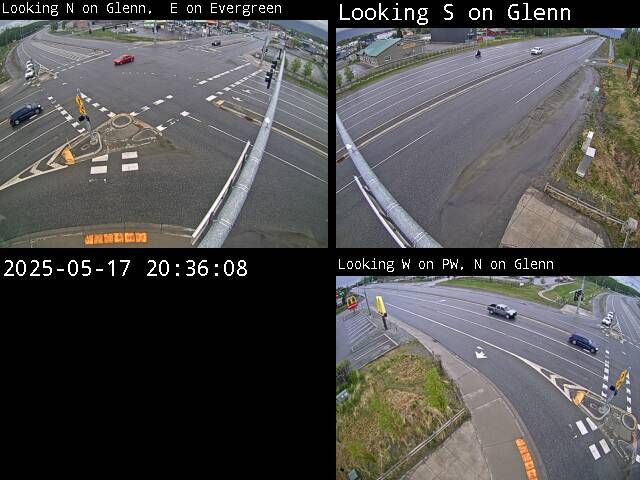 Looking N on Glenn,  E on Evergreen
Looking S on Glenn
2025-05-17 20:36:08
Looking W on PW, N on Glenn